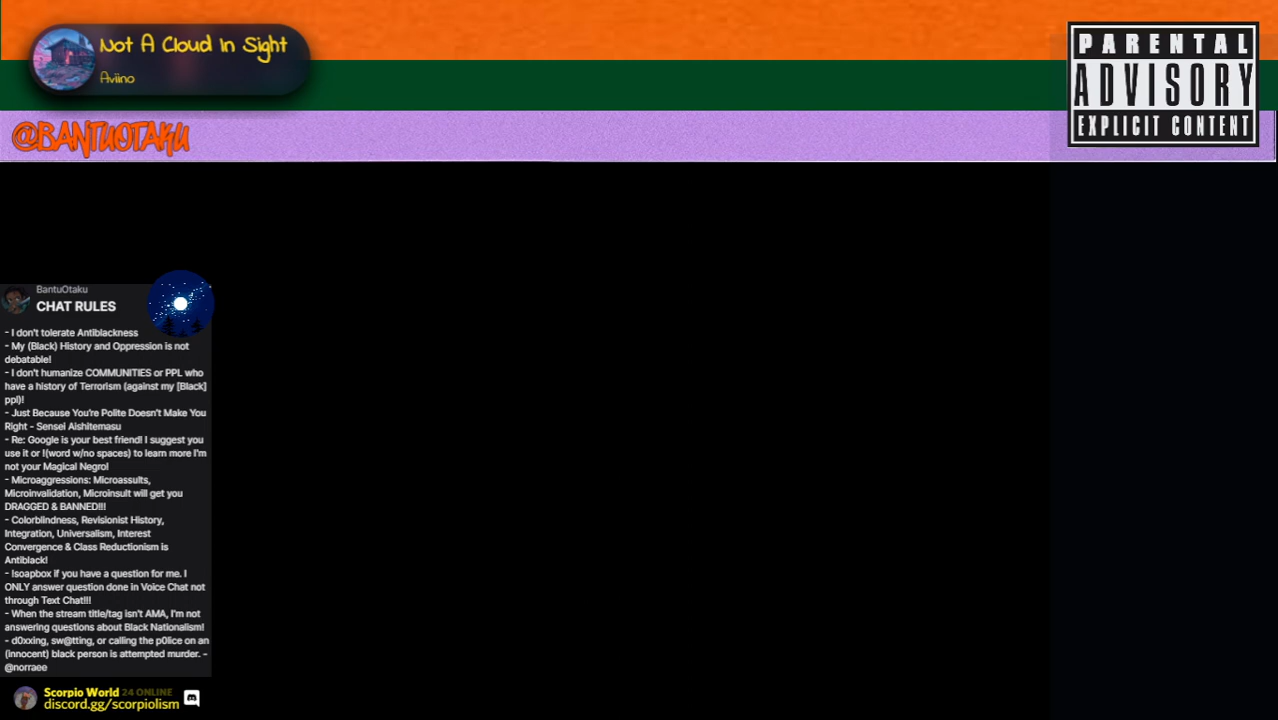 Not A Cloud In Sight
Aviino
PARENTAL
ADVISORY
EXPLICIT CONTENT
@BANTUOTAKU
BantuOtaku
CHAT RULES
- I don't tolerate Antiblackness
- My (Black) History and Oppression is not
debatable!
- I don't humanize COMMUNITIES or PPL who
have a history of Terrorism (against my [Black]
ppl)!
- Just Because You're Polite Doesn't Make You
Right - Sensei Aishitemasu
- Re: Google is your best friend! I suggest you
use it or !(word w/no spaces) to learn more I'm
not your Magical Negro!
- Microaggressions: Microassults,
Microinvalidation, Microinsult will get you
DRAGGED & BANNED!!!
- Colorblindness, Revisionist History,
Integration, Universalism, Interest
Convergence & Class Reductionism is
Antiblack!
- !soapbox if you have a question for me. I
ONLY answer question done in Voice Chat not
through Text Chat!!!
- When the stream title/tag isn't AMA, I'm not
answering questions about Black Nationalism!
- d0xxing, sw@tting, or calling the p0lice on an
(innocent) black person is attempted murder. -
@norraee
Scorpio World 24 ONLINE
discord.gg/scorpiolism